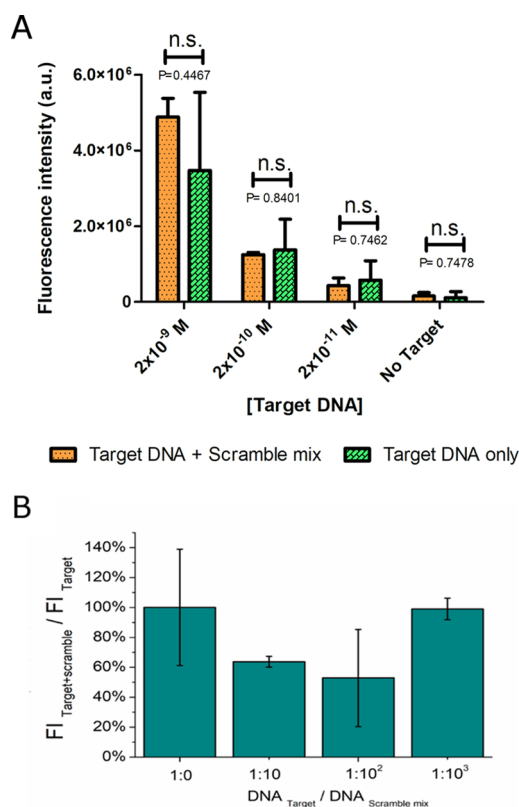 A
Fluorescence intensity (a.u.)
6.0×10⁶
4.0×10⁶
2.0×10⁶
0
n.s.
P=0.4467
n.s.
P= 0.8401
n.s.
P= 0.7462
n.s.
P= 0.7478
2x10⁻⁹ M
2x10⁻¹⁰ M
2x10⁻¹¹ M
No Target
[Target DNA]
Target DNA + Scramble mix
Target DNA only
B
FI Target+scramble / FI Target
140%
120%
100%
80%
60%
40%
20%
0%
1:0
1:10
1:10²
1:10³
DNA Target / DNA Scramble mix